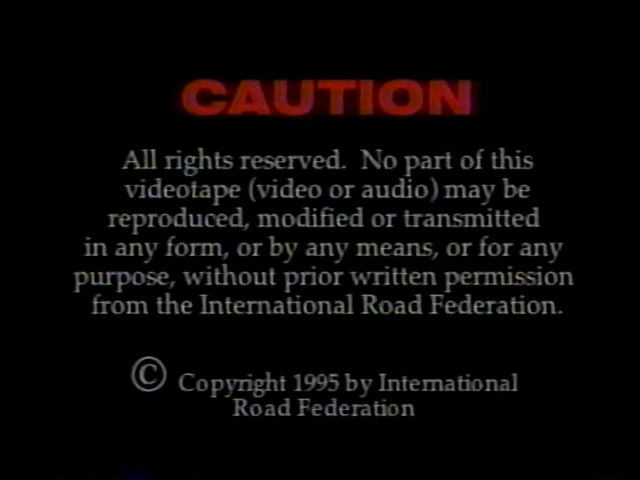 CAUTION
All rights reserved. No part of this
videotape (video or audio) may be
reproduced, modified or transmitted
in any form, or by any means, or for any
purpose, without prior written permission
from the International Road Federation.
© Copyright 1995 by International
Road Federation